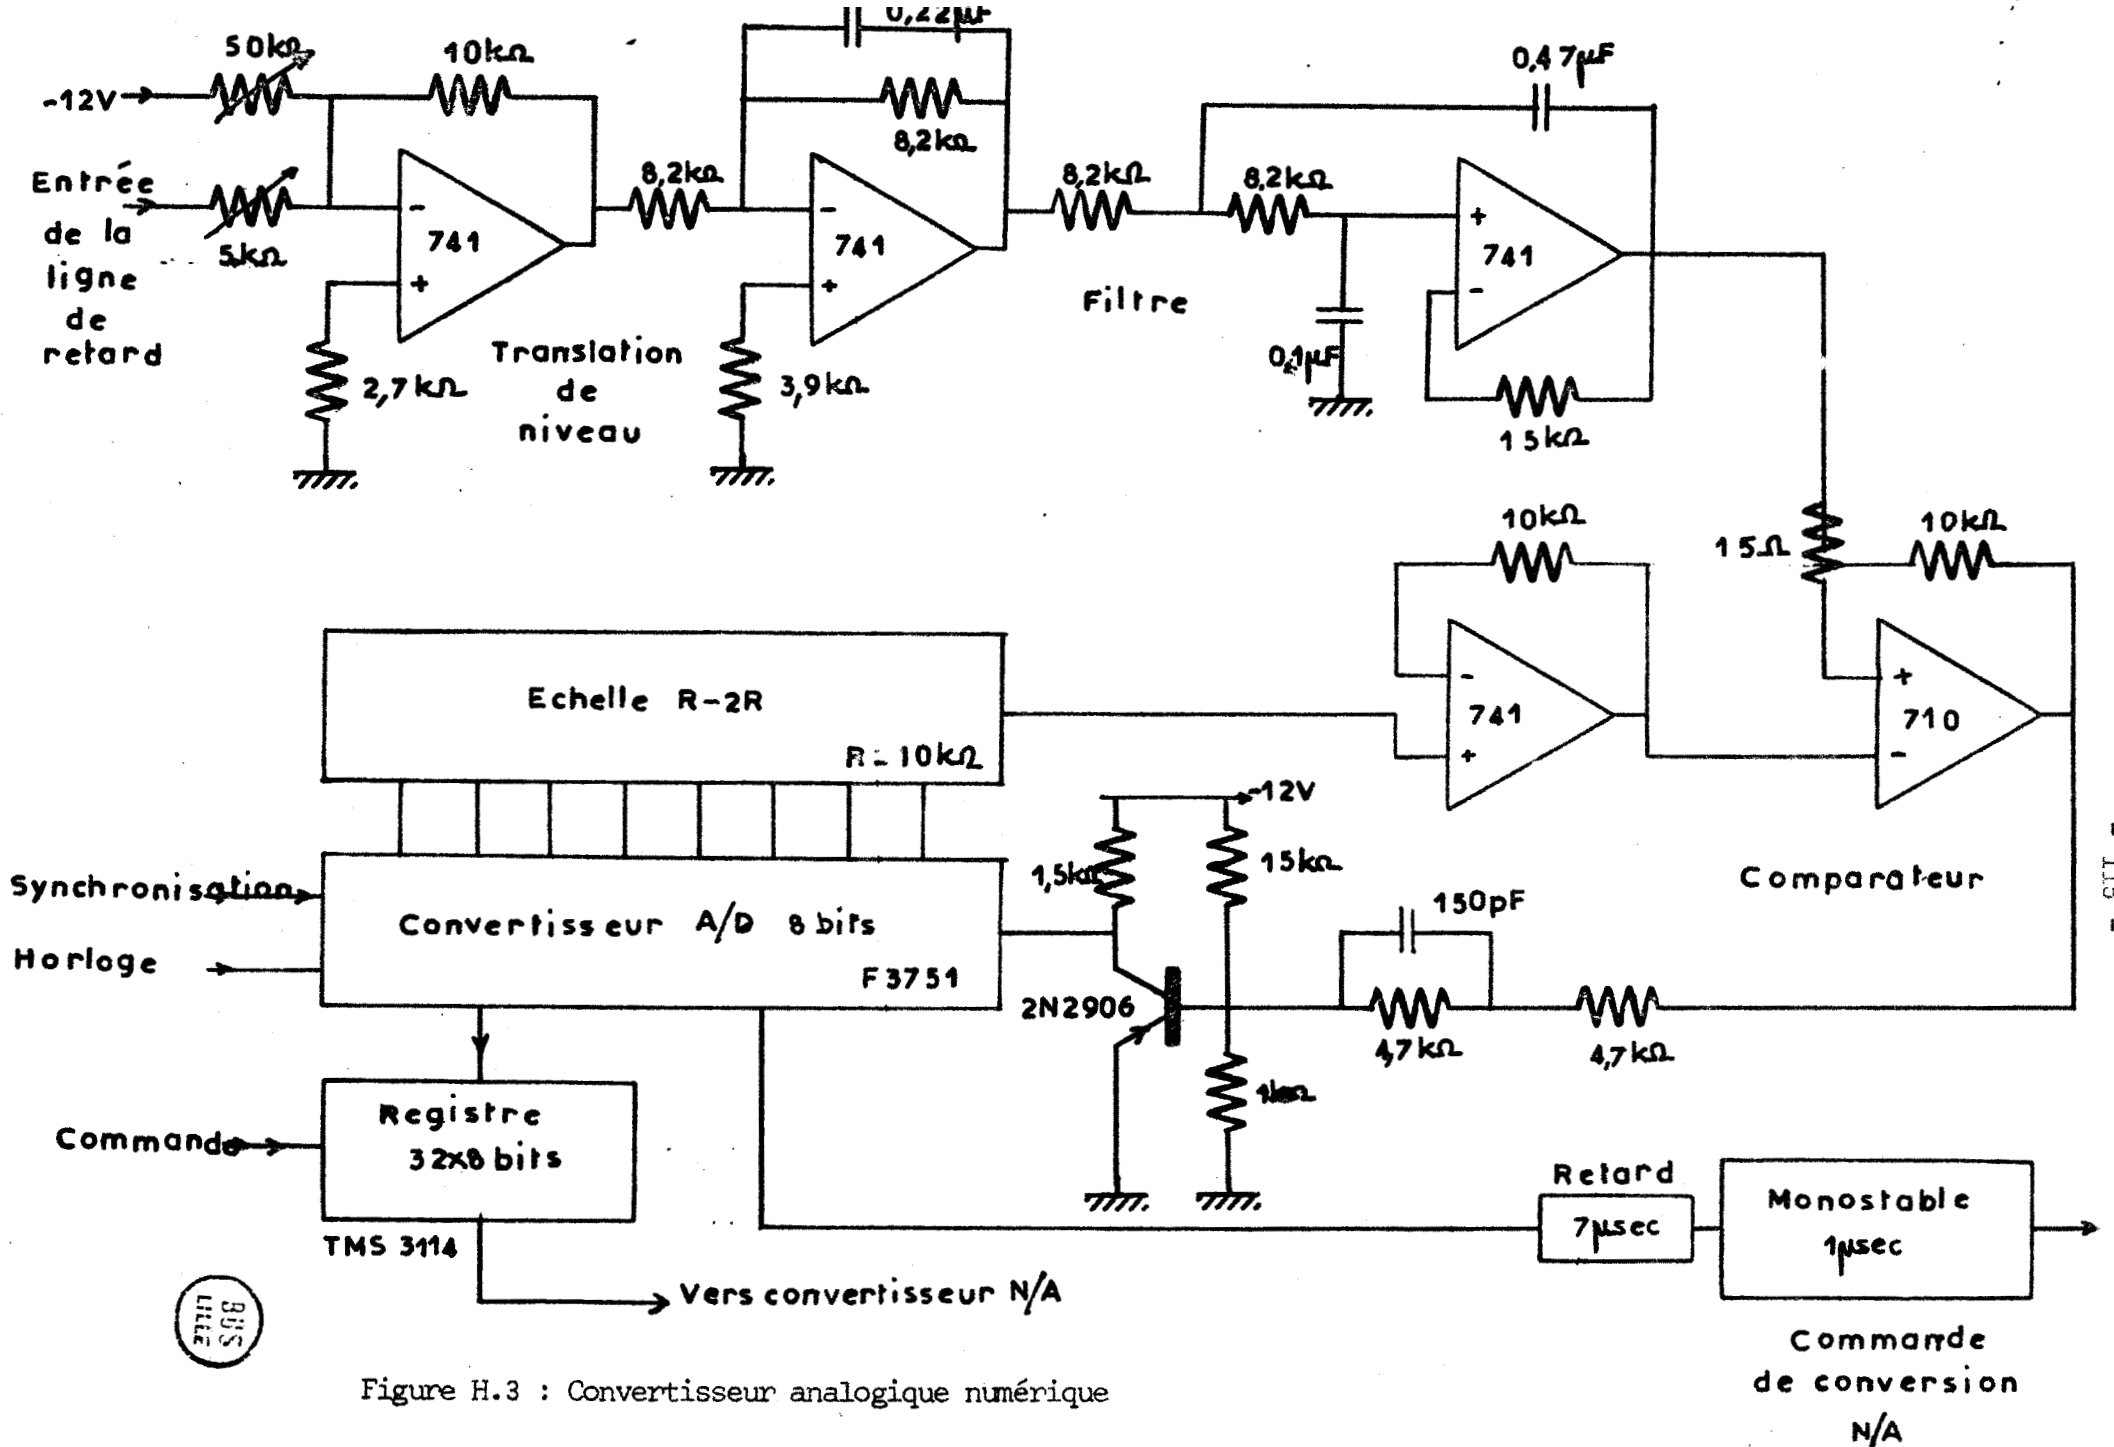 50kΩ
10kΩ
0,22µF
0,47µF
-12V
8,2kΩ
8,2kΩ
8,2kΩ
8,2kΩ
Entrée
de la
ligne
de
retard
5kΩ
-
741
+
-
741
+
+
741
-
Filtre
2,7kΩ
Translation
de
niveau
3,9kΩ
0,1µF
15kΩ
10kΩ
15Ω
10kΩ
Echelle R-2R
R=10kΩ
-
741
+
+
710
-
-12V
1,5kΩ
15kΩ
Comparateur
Synchronisation
Convertisseur A/D 8 bits
150pF
Horloge
F3751
2N2906
4,7kΩ
4,7kΩ
Registre
32x8 bits
Commande
TMS 3114
Retard
7µsec
Monostable
1µsec
Vers convertisseur N/A
BUS
LILLE
Commande
de conversion
N/A
Figure H.3 : Convertisseur analogique numérique